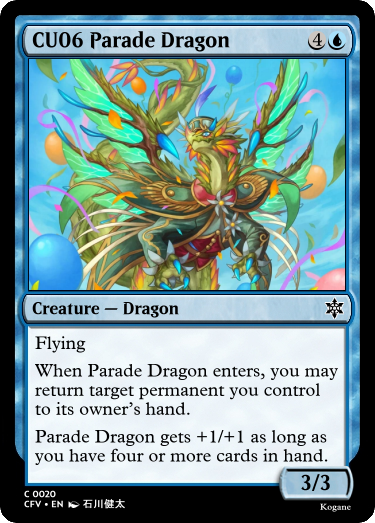 CU06 Parade Dragon 4
Creature — Dragon
Flying
When Parade Dragon enters, you may
return target permanent you control
to its owner's hand.
Parade Dragon gets +1/+1 as long as
you have four or more cards in hand.
3/3
C 0020
CFV • EN 石川健太
Kogane